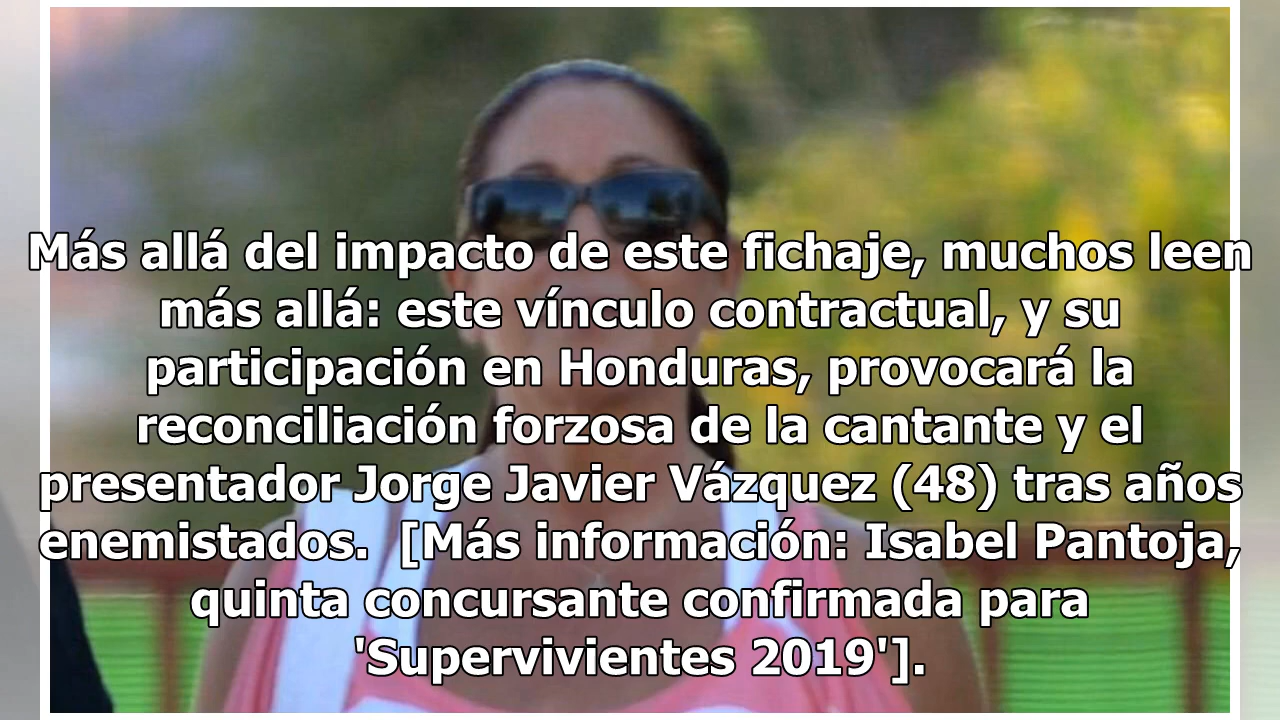 Más allá del impacto de este fichaje, muchos leen
más allá: este vínculo contractual, y su
participación en Honduras, provocará la
reconciliación forzosa de la cantante y el
presentador Jorge Javier Vázquez (48) tras años
enemistados.  [Más información: Isabel Pantoja,
quinta concursante confirmada para
'Supervivientes 2019'].